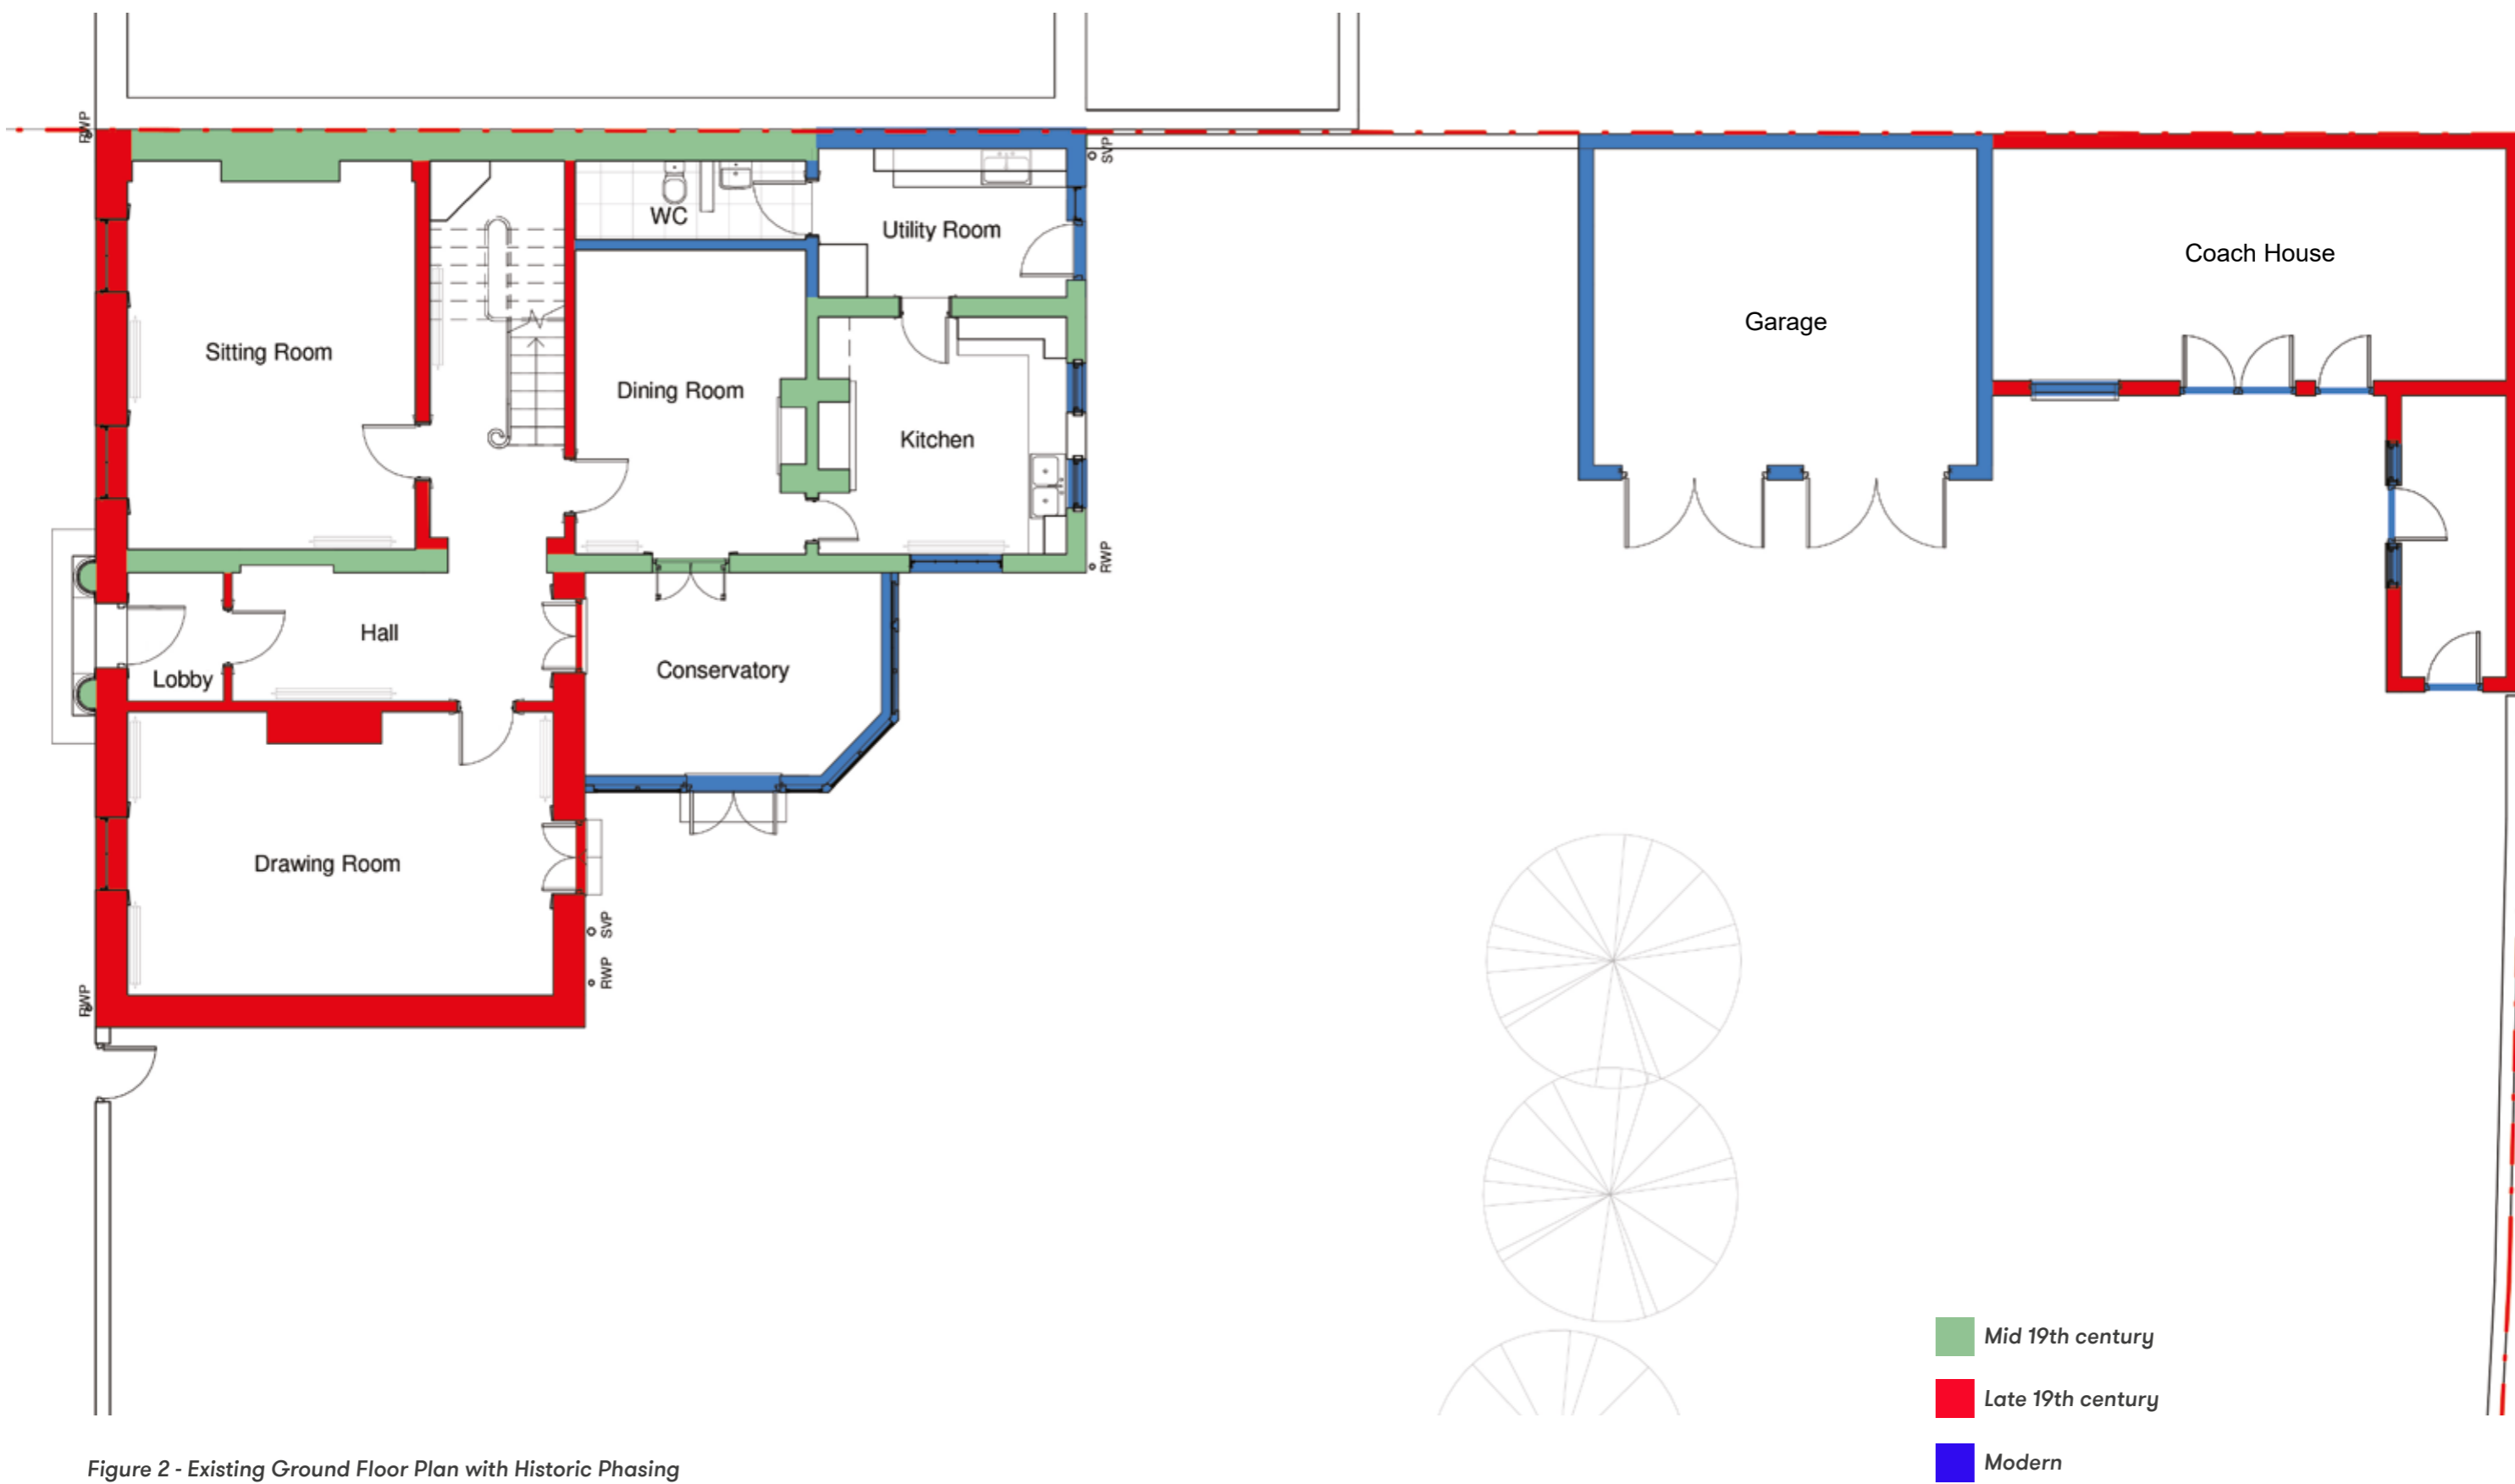 RWP
SVP
WC
Utility Room
Coach House
Garage
Sitting Room
Dining Room
Kitchen
RWP
Hall
Lobby
Conservatory
Drawing Room
SVP
RWP
RWP
Mid 19th century
Late 19th century
Modern
Figure 2 - Existing Ground Floor Plan with Historic Phasing